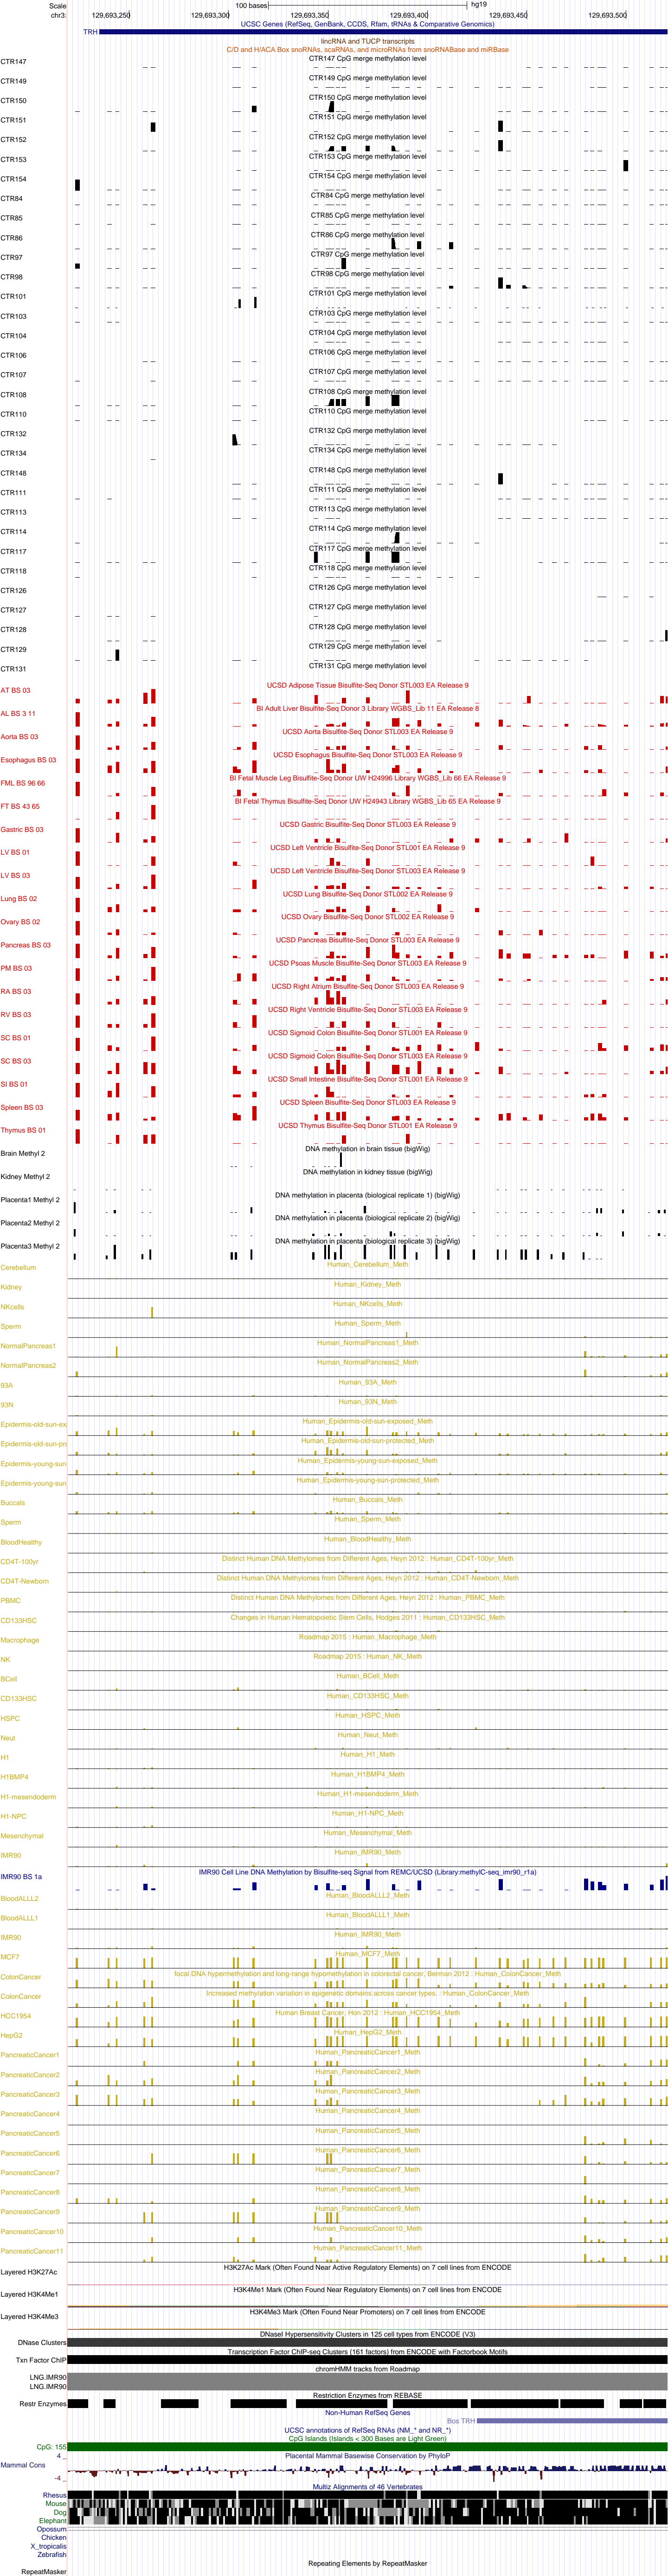 Scale 100 bases hg19
chr3: 129,693,250 129,693,300 129,693,350 129,693,400 129,693,450 129,693,500
UCSC Genes (RefSeq, GenBank, CCDS, Rfam, tRNAs & Comparative Genomics)
TRH
lincRNA and TUCP transcripts
C/D and H/ACA Box snoRNAs, scaRNAs, and microRNAs from snoRNABase and miRBase
CTR147 CpG merge methylation level
CTR147
CTR149 CpG merge methylation level
CTR149
CTR150 CpG merge methylation level
CTR150
CTR151 CpG merge methylation level
CTR151
CTR152 CpG merge methylation level
CTR152
CTR153 CpG merge methylation level
CTR153
CTR154 CpG merge methylation level
CTR154
CTR84 CpG merge methylation level
CTR84
CTR85 CpG merge methylation level
CTR85
CTR86 CpG merge methylation level
CTR86
CTR97 CpG merge methylation level
CTR97
CTR98 CpG merge methylation level
CTR98
CTR101 CpG merge methylation level
CTR101
CTR103 CpG merge methylation level
CTR103
CTR104 CpG merge methylation level
CTR104
CTR106 CpG merge methylation level
CTR106
CTR107 CpG merge methylation level
CTR107
CTR108 CpG merge methylation level
CTR108
CTR110 CpG merge methylation level
CTR110
CTR132 CpG merge methylation level
CTR132
CTR134 CpG merge methylation level
CTR134
CTR148 CpG merge methylation level
CTR148
CTR111 CpG merge methylation level
CTR111
CTR113 CpG merge methylation level
CTR113
CTR114 CpG merge methylation level
CTR114
CTR117 CpG merge methylation level
CTR117
CTR118 CpG merge methylation level
CTR118
CTR126 CpG merge methylation level
CTR126
CTR127 CpG merge methylation level
CTR127
CTR128 CpG merge methylation level
CTR128
CTR129 CpG merge methylation level
CTR129
CTR131 CpG merge methylation level
CTR131
UCSD Adipose Tissue Bisulfite-Seq Donor STL003 EA Release 9
AT BS 03
BI Adult Liver Bisulfite-Seq Donor 3 Library WGBS_Lib 11 EA Release 8
AL BS 3 11
UCSD Aorta Bisulfite-Seq Donor STL003 EA Release 9
Aorta BS 03
UCSD Esophagus Bisulfite-Seq Donor STL003 EA Release 9
Esophagus BS 03
BI Fetal Muscle Leg Bisulfite-Seq Donor UW H24996 Library WGBS_Lib 66 EA Release 9
FML BS 96 66
BI Fetal Thymus Bisulfite-Seq Donor UW H24943 Library WGBS_Lib 65 EA Release 9
FT BS 43 65
UCSD Gastric Bisulfite-Seq Donor STL003 EA Release 9
Gastric BS 03
UCSD Left Ventricle Bisulfite-Seq Donor STL001 EA Release 9
LV BS 01
UCSD Left Ventricle Bisulfite-Seq Donor STL003 EA Release 9
LV BS 03
UCSD Lung Bisulfite-Seq Donor STL002 EA Release 9
Lung BS 02
UCSD Ovary Bisulfite-Seq Donor STL002 EA Release 9
Ovary BS 02
UCSD Pancreas Bisulfite-Seq Donor STL003 EA Release 9
Pancreas BS 03
UCSD Psoas Muscle Bisulfite-Seq Donor STL003 EA Release 9
PM BS 03
UCSD Right Atrium Bisulfite-Seq Donor STL003 EA Release 9
RA BS 03
UCSD Right Ventricle Bisulfite-Seq Donor STL003 EA Release 9
RV BS 03
UCSD Sigmoid Colon Bisulfite-Seq Donor STL001 EA Release 9
SC BS 01
UCSD Sigmoid Colon Bisulfite-Seq Donor STL003 EA Release 9
SC BS 03
UCSD Small Intestine Bisulfite-Seq Donor STL001 EA Release 9
SI BS 01
UCSD Spleen Bisulfite-Seq Donor STL003 EA Release 9
Spleen BS 03
UCSD Thymus Bisulfite-Seq Donor STL001 EA Release 9
Thymus BS 01
DNA methylation in brain tissue (bigWig)
Brain Methyl 2
DNA methylation in kidney tissue (bigWig)
Kidney Methyl 2
DNA methylation in placenta (biological replicate 1) (bigWig)
Placenta1 Methyl 2
DNA methylation in placenta (biological replicate 2) (bigWig)
Placenta2 Methyl 2
DNA methylation in placenta (biological replicate 3) (bigWig)
Placenta3 Methyl 2
Human_Cerebellum_Meth
Cerebellum
Human_Kidney_Meth
Kidney
Human_NKcells_Meth
NKcells
Human_Sperm_Meth
Sperm
Human_NormalPancreas1_Meth
NormalPancreas1
Human_NormalPancreas2_Meth
NormalPancreas2
Human_93A_Meth
93A
Human_93N_Meth
93N
Human_Epidermis-old-sun-exposed_Meth
Epidermis-old-sun-ex
Human_Epidermis-old-sun-protected_Meth
Epidermis-old-sun-pr
Human_Epidermis-young-sun-exposed_Meth
Epidermis-young-sun
Human_Epidermis-young-sun-protected_Meth
Epidermis-young-sun
Human_Buccals_Meth
Buccals
Human_Sperm_Meth
Sperm
Human_BloodHealthy_Meth
BloodHealthy
Distinct Human DNA Methylomes from Different Ages, Heyn 2012 : Human_CD4T-100yr_Meth
CD4T-100yr
Distinct Human DNA Methylomes from Different Ages, Heyn 2012 : Human_CD4T-Newborn_Meth
CD4T-Newborn
Distinct Human DNA Methylomes from Different Ages, Heyn 2012 : Human_PBMC_Meth
PBMC
Changes in Human Hematopoietic Stem Cells, Hodges 2011 : Human_CD133HSC_Meth
CD133HSC
Roadmap 2015 : Human_Macrophage_Meth
Macrophage
Roadmap 2015 : Human_NK_Meth
NK
Human_BCell_Meth
BCell
Human_CD133HSC_Meth
CD133HSC
Human_HSPC_Meth
HSPC
Human_Neut_Meth
Neut
Human_H1_Meth
H1
Human_H1BMP4_Meth
H1BMP4
Human_H1-mesendoderm_Meth
H1-mesendoderm
Human_H1-NPC_Meth
H1-NPC
Human_Mesenchymal_Meth
Mesenchymal
Human_IMR90_Meth
IMR90
IMR90 Cell Line DNA Methylation by Bisulfite-seq Signal from REMC/UCSD (Library:methylC-seq_imr90_r1a)
IMR90 BS 1a
Human_BloodALLL2_Meth
BloodALLL2
Human_BloodALLL1_Meth
BloodALLL1
Human_IMR90_Meth
IMR90
Human_MCF7_Meth
MCF7
focal DNA hypermethylation and long-range hypomethylation in colorectal cancer, Berman 2012 : Human_ColonCancer_Meth
ColonCancer
Increased methylation variation in epigenetic domains across cancer types. : Human_ColonCancer_Meth
ColonCancer
Human Breast Cancer, Hon 2012 : Human_HCC1954_Meth
HCC1954
Human_HepG2_Meth
HepG2
Human_PancreaticCancer1_Meth
PancreaticCancer1
Human_PancreaticCancer2_Meth
PancreaticCancer2
Human_PancreaticCancer3_Meth
PancreaticCancer3
Human_PancreaticCancer4_Meth
PancreaticCancer4
Human_PancreaticCancer5_Meth
PancreaticCancer5
Human_PancreaticCancer6_Meth
PancreaticCancer6
Human_PancreaticCancer7_Meth
PancreaticCancer7
Human_PancreaticCancer8_Meth
PancreaticCancer8
Human_PancreaticCancer9_Meth
PancreaticCancer9
Human_PancreaticCancer10_Meth
PancreaticCancer10
Human_PancreaticCancer11_Meth
PancreaticCancer11
H3K27Ac Mark (Often Found Near Active Regulatory Elements) on 7 cell lines from ENCODE
Layered H3K27Ac
H3K4Me1 Mark (Often Found Near Regulatory Elements) on 7 cell lines from ENCODE
Layered H3K4Me1
H3K4Me3 Mark (Often Found Near Promoters) on 7 cell lines from ENCODE
Layered H3K4Me3
DNaseI Hypersensitivity Clusters in 125 cell types from ENCODE (V3)
DNase Clusters
Transcription Factor ChIP-seq Clusters (161 factors) from ENCODE with Factorbook Motifs
Txn Factor ChIP
chromHMM tracks from Roadmap
LNG.IMR90
LNG.IMR90
Restriction Enzymes from REBASE
Restr Enzymes
Non-Human RefSeq Genes
Bos TRH
UCSC annotations of RefSeq RNAs (NM_* and NR_*)
CpG Islands (Islands < 300 Bases are Light Green)
CpG: 155
Placental Mammal Basewise Conservation by PhyloP
4 _
Mammal Cons
-4 _
Multiz Alignments of 46 Vertebrates
Rhesus
Mouse
Dog
Elephant
Opossum
Chicken
X_tropicalis
Zebrafish
Repeating Elements by RepeatMasker
RepeatMasker